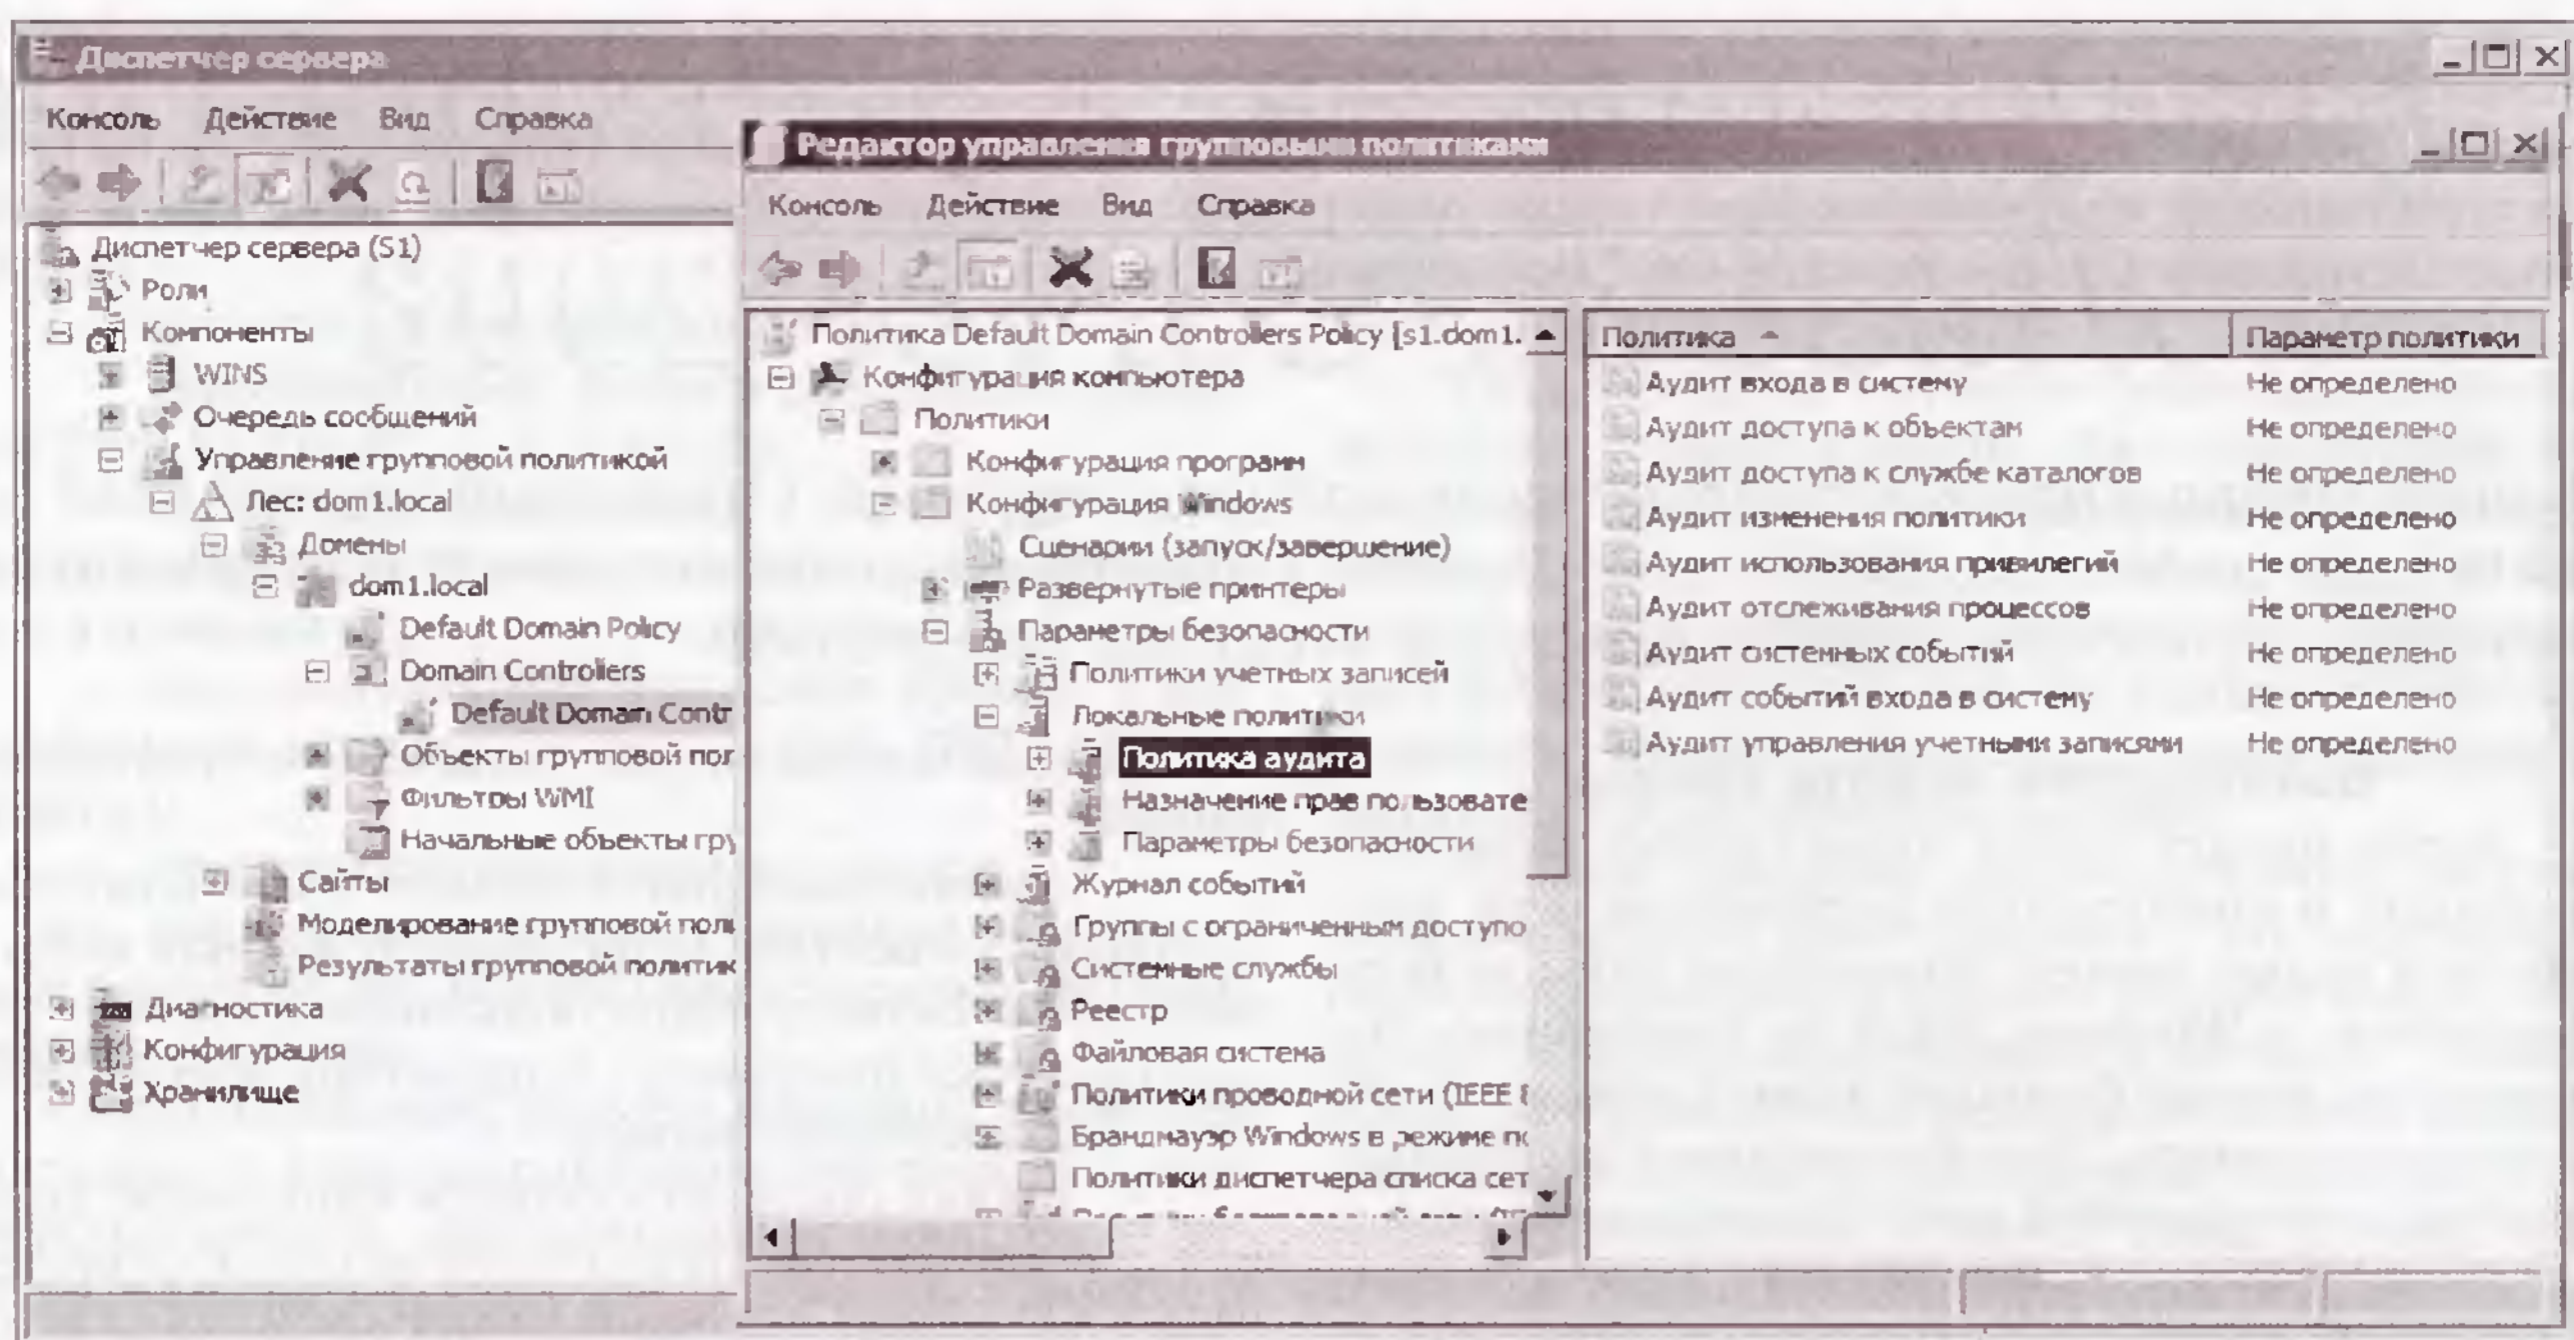 Диспетчер сервера
Консоль Действие Вид Справка
Диспетчер сервера (S1)
Роли
Компоненты
WINS
Очередь сообщений
Управление групповой политикой
Лес: dom1.local
Домены
dom1.local
Default Domain Policy
Domain Controllers
Default Domain Contr
Объекты групповой пол
Фильтры WMI
Начальные объекты гру
Сайты
Моделирование групповой поли
Результаты групповой политик
Диагностика
Конфигурация
Хранилище
Редактор управления групповыми политиками
Консоль Действие Вид Справка
Политика Default Domain Controllers Policy [s1.dom1.
Конфигурация компьютера
Политики
Конфигурация программ
Конфигурация Windows
Сценарии (запуск/завершение)
Развернутые принтеры
Параметры безопасности
Политики учетных записей
Локальные политики
Политика аудита
Назначение прав пользовате
Параметры безопасности
Журнал событий
Группы с ограниченным доступо
Системные службы
Реестр
Файловая система
Политики проводной сети (IEEE 8
Брандмауэр Windows в режиме по
Политики диспетчера списка сет
Политика Параметр политики
Аудит входа в систему Не определено
Аудит доступа к объектам Не определено
Аудит доступа к службе каталогов Не определено
Аудит изменения политики Не определено
Аудит использования привилегий Не определено
Аудит отслеживания процессов Не определено
Аудит системных событий Не определено
Аудит событий входа в систему Не определено
Аудит управления учетными записями Не определено